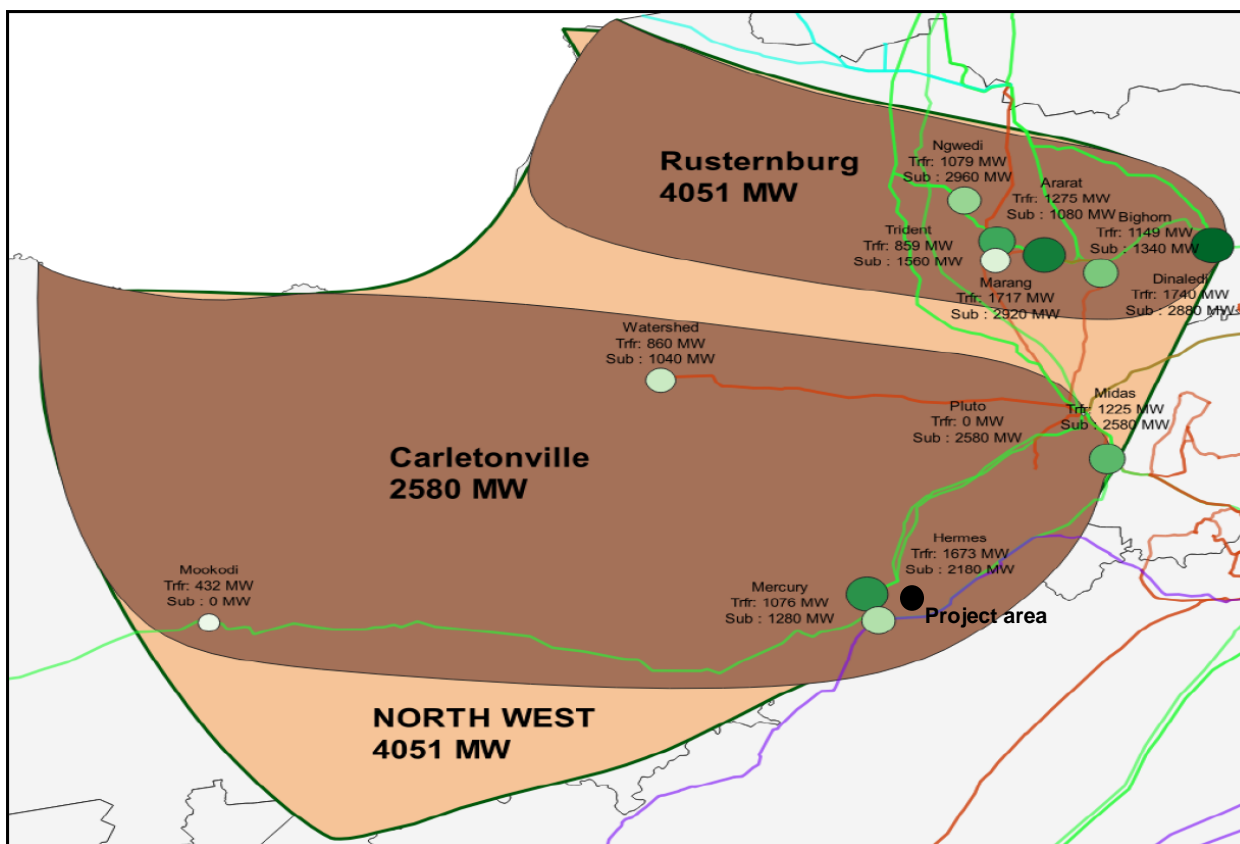 Rusternburg
4051 MW
Ngwedi
Trfr: 1079 MW
Sub : 2960 MW
Ararat
Trfr: 1275 MW
Sub : 1080 MW
Bighorn
Trfr: 1149 MW
Sub : 1340 MW
Trident
Trfr: 859 MW
Sub : 1560 MW
Marang
Trfr: 1717 MW
Sub : 2920 MW
Dinaledi
Trfr: 1740 MW
Sub : 2880 MW
Watershed
Trfr: 860 MW
Sub : 1040 MW
Midas
Trfr: 1225 MW
Sub : 2580 MW
Pluto
Trfr: 0 MW
Sub : 2580 MW
Carletonville
2580 MW
Hermes
Trfr: 1673 MW
Sub : 2180 MW
Mookodi
Trfr: 432 MW
Sub : 0 MW
Mercury
Trfr: 1076 MW
Sub : 1280 MW
Project area
NORTH WEST
4051 MW